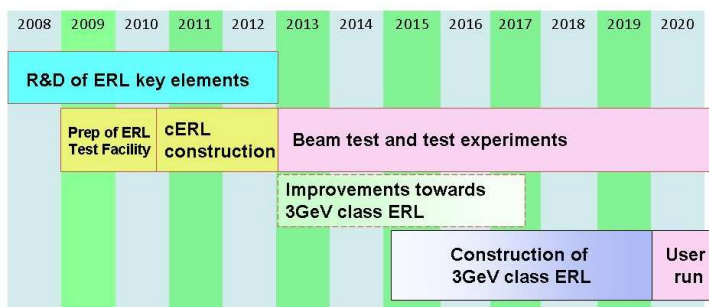 2008 2009 2010 2011 2012 2013 2014 2015 2016 2017 2018 2019 2020
R&D of ERL key elements
Prep of ERL
Test Facility
cERL
construction
Beam test and test experiments
Improvements towards
3GeV class ERL
Construction of
3GeV class ERL
User
run